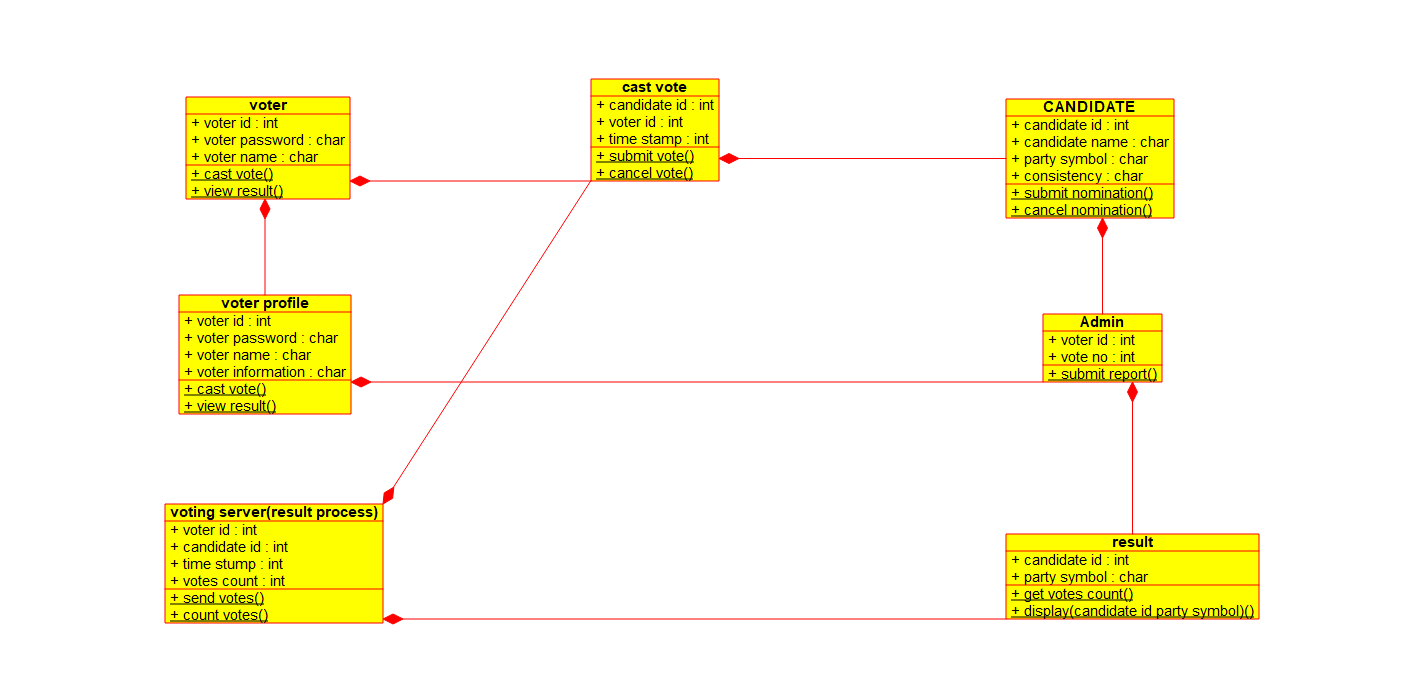 voter
+ voter id : int
+ voter password : char
+ voter name : char
+ cast vote()
+ view result()
cast vote
+ candidate id : int
+ voter id : int
+ time stamp : int
+ submit vote()
+ cancel vote()
CANDIDATE
+ candidate id : int
+ candidate name : char
+ party symbol : char
+ consistency : char
+ submit nomination()
+ cancel nomination()
voter profile
+ voter id : int
+ voter password : char
+ voter name : char
+ voter information : char
+ cast vote()
+ view result()
Admin
+ voter id : int
+ vote no : int
+ submit report()
voting server(result process)
+ voter id : int
+ candidate id : int
+ time stump : int
+ votes count : int
+ send votes()
+ count votes()
result
+ candidate id : int
+ party symbol : char
+ get votes count()
+ display(candidate id party symbol)()